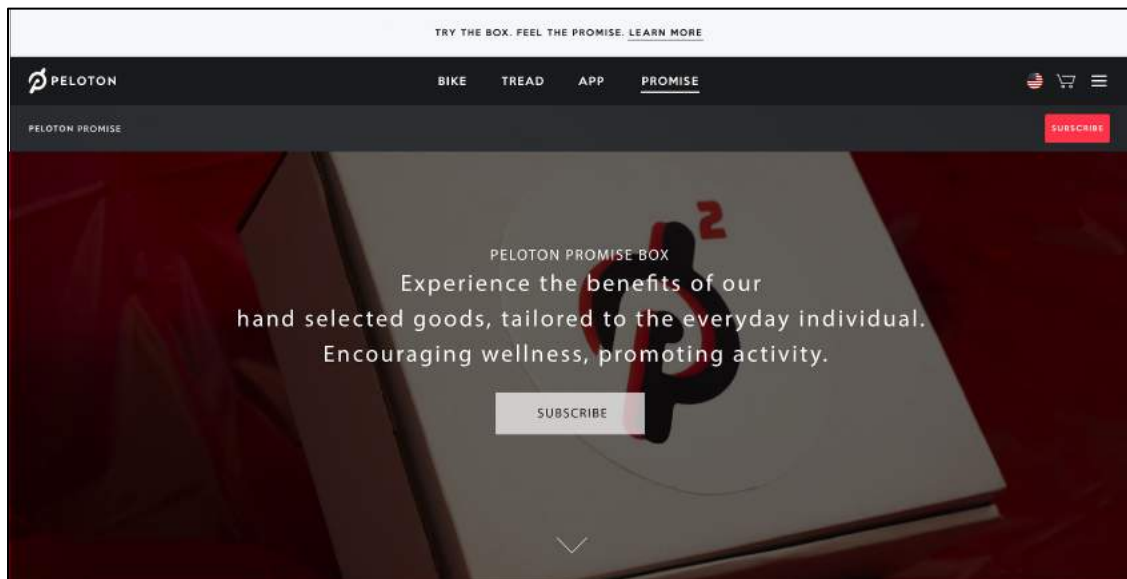 TRY THE BOX. FEEL THE PROMISE. LEARN MORE
PELOTON BIKE TREAD APP PROMISE
PELOTON PROMISE SUBSCRIBE
2
PELOTON PROMISE BOX
Experience the benefits of our
hand selected goods, tailored to the everyday individual.
Encouraging wellness, promoting activity.
SUBSCRIBE